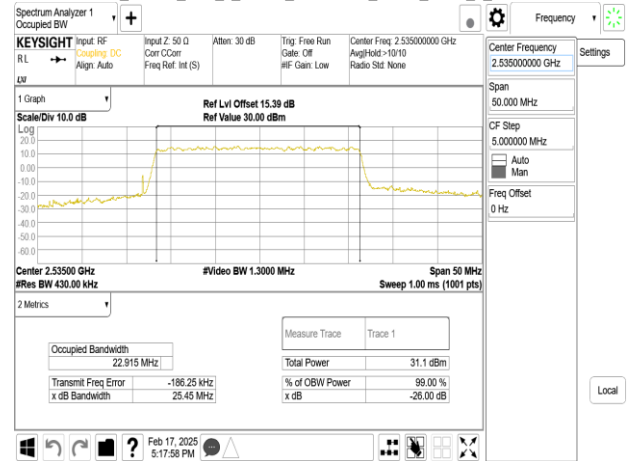 Spectrum Analyzer 1
Occupied BW
Frequency
KEYSIGHT
RL
LXI
Input: RF
Coupling: DC
Align: Auto
Input Z: 50 Ω
Corr CCorr
Freq Ref: Int (S)
Atten: 30 dB
Trig: Free Run
Gate: Off
#IF Gain: Low
Center Freq: 2.535000000 GHz
Avg|Hold:>10/10
Radio Std: None
Center Frequency
2.535000000 GHz
Settings
Span
50.000 MHz
CF Step
5.000000 MHz
Auto
Man
Freq Offset
0 Hz
Local
1 Graph
Scale/Div 10.0 dB
Ref Lvl Offset 15.39 dB
Ref Value 30.00 dBm
Log
20.0
10.0
0.00
-10.0
-20.0
-30.0
-40.0
-50.0
-60.0
Center 2.53500 GHz
#Res BW 430.00 kHz
#Video BW 1.3000 MHz
Span 50 MHz
Sweep 1.00 ms (1001 pts)
2 Metrics
Measure Trace
Trace 1
Occupied Bandwidth
22.915 MHz
Total Power
31.1 dBm
Transmit Freq Error
-186.25 kHz
% of OBW Power
99.00 %
x dB Bandwidth
25.45 MHz
x dB
-26.00 dB
Feb 17, 2025
5:17:58 PM